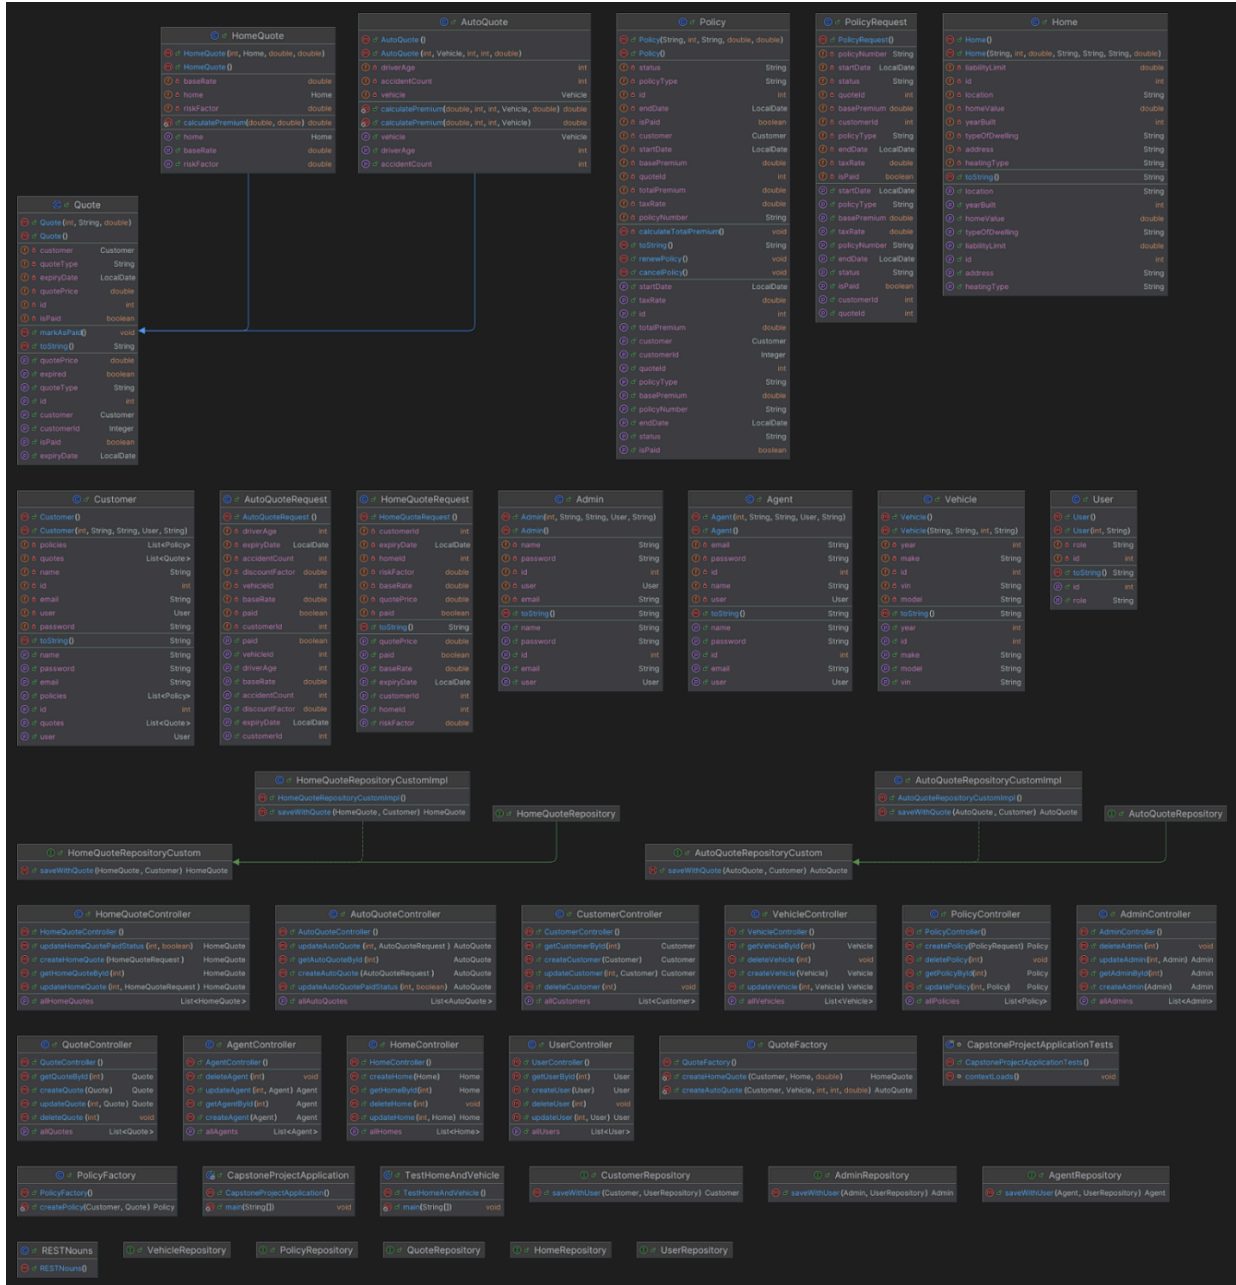 HomeQuote
HomeQuote(int, Home, double, double)
HomeQuote()
baseRate double
home Home
riskFactor double
calculatePremium(double, double) double
home Home
baseRate double
riskFactor double
AutoQuote
AutoQuote ()
AutoQuote (int, Vehicle, int, int, double)
driverAge int
accidentCount int
vehicle Vehicle
calculatePremium(double, int, int, Vehicle, double) double
calculatePremium(double, int, int, Vehicle) double
vehicle Vehicle
driverAge int
accidentCount int
Policy
Policy(String, int, String, double, double)
Policy()
status String
policyType String
id int
endDate LocalDate
isPaid boolean
customer Customer
startDate LocalDate
basePremium double
quoteId int
totalPremium double
taxRate double
policyNumber String
calculateTotalPremium() void
toString() String
renewPolicy() void
cancelPolicy() void
startDate LocalDate
taxRate double
id int
totalPremium double
customer Customer
customerId Integer
quoteId int
policyType String
basePremium double
policyNumber String
endDate LocalDate
status String
isPaid boolean
PolicyRequest
PolicyRequest()
policyNumber String
startDate LocalDate
status String
quoteId int
basePremium double
customerId int
policyType String
endDate LocalDate
taxRate double
isPaid boolean
startDate LocalDate
policyType String
basePremium double
taxRate double
policyNumber String
endDate LocalDate
status String
isPaid boolean
customerId int
quoteId int
Home
Home()
Home(String, int, double, String, String, String, double)
liabilityLimit double
id int
location String
homeValue double
yearBuilt int
typeOfDwelling String
address String
heatingType String
toString() String
location String
yearBuilt int
homeValue double
typeOfDwelling String
liabilityLimit double
id int
address String
heatingType String
Quote
Quote(int, String, double)
Quote()
customer Customer
quoteType String
expiryDate LocalDate
quotePrice double
id int
isPaid boolean
markAsPaid() void
toString() String
quotePrice double
expired boolean
quoteType String
id int
customer Customer
customerId Integer
isPaid boolean
expiryDate LocalDate
Customer
Customer()
Customer(int, String, String, User, String)
policies List<Policy>
quotes List<Quote>
name String
id int
email String
user User
password String
toString() String
name String
password String
email String
policies List<Policy>
id int
quotes List<Quote>
user User
AutoQuoteRequest
AutoQuoteRequest ()
driverAge int
expiryDate LocalDate
accidentCount int
discountFactor double
vehicleId int
baseRate double
paid boolean
customerId int
paid boolean
vehicleId int
driverAge int
baseRate double
accidentCount int
discountFactor double
expiryDate LocalDate
customerId int
HomeQuoteRequest
HomeQuoteRequest ()
customerId int
expiryDate LocalDate
homeId int
riskFactor double
baseRate double
quotePrice double
paid boolean
toString() String
quotePrice double
paid boolean
baseRate double
expiryDate LocalDate
customerId int
homeId int
riskFactor double
Admin
Admin(int, String, String, User, String)
Admin()
name String
password String
id int
user User
email String
toString() String
name String
password String
id int
email String
user User
Agent
Agent(int, String, String, User, String)
Agent()
email String
password String
id int
name String
user User
toString() String
name String
password String
id int
email String
user User
Vehicle
Vehicle()
Vehicle(String, String, int, String)
year int
make String
id int
vin String
model String
toString() String
year int
id int
make String
model String
vin String
User
User()
User(int, String)
role String
id int
toString() String
id int
role String
HomeQuoteRepositoryCustomImpl
HomeQuoteRepositoryCustomImpl()
saveWithQuote (HomeQuote , Customer) HomeQuote
HomeQuoteRepository
AutoQuoteRepositoryCustomImpl
AutoQuoteRepositoryCustomImpl()
saveWithQuote (AutoQuote , Customer) AutoQuote
AutoQuoteRepository
HomeQuoteRepositoryCustom
saveWithQuote (HomeQuote , Customer) HomeQuote
AutoQuoteRepositoryCustom
saveWithQuote (AutoQuote , Customer) AutoQuote
HomeQuoteController
HomeQuoteController()
updateHomeQuotePaidStatus (int, boolean) HomeQuote
createHomeQuote (HomeQuoteRequest ) HomeQuote
getHomeQuoteById (int) HomeQuote
updateHomeQuote (int, HomeQuoteRequest ) HomeQuote
allHomeQuotes List<HomeQuote>
AutoQuoteController
AutoQuoteController ()
updateAutoQuote (int, AutoQuoteRequest ) AutoQuote
getAutoQuoteById (int) AutoQuote
createAutoQuote (AutoQuoteRequest ) AutoQuote
updateAutoQuotePaidStatus (int, boolean) AutoQuote
allAutoQuotes List<AutoQuote>
CustomerController
CustomerController ()
getCustomerById(int) Customer
createCustomer (Customer) Customer
updateCustomer (int, Customer) Customer
deleteCustomer (int) void
allCustomers List<Customer>
VehicleController
VehicleController ()
getVehicleById(int) Vehicle
deleteVehicle (int) void
createVehicle (Vehicle) Vehicle
updateVehicle (int, Vehicle) Vehicle
allVehicles List<Vehicle>
PolicyController
PolicyController()
createPolicy(PolicyRequest) Policy
deletePolicy(int) void
getPolicyById(int) Policy
updatePolicy(int, Policy) Policy
allPolicies List<Policy>
AdminController
AdminController ()
deleteAdmin (int) void
updateAdmin(int, Admin) Admin
getAdminById(int) Admin
createAdmin (Admin) Admin
allAdmins List<Admin>
QuoteController
QuoteController ()
getQuoteById (int) Quote
createQuote (Quote) Quote
updateQuote (int, Quote) Quote
deleteQuote (int) void
allQuotes List<Quote>
AgentController
AgentController ()
deleteAgent (int) void
updateAgent (int, Agent) Agent
getAgentById(int) Agent
createAgent (Agent) Agent
allAgents List<Agent>
HomeController
HomeController ()
createHome (Home) Home
getHomeById (int) Home
deleteHome (int) void
updateHome (int, Home) Home
allHomes List<Home>
UserController
UserController ()
getUserById (int) User
createUser (User) User
deleteUser (int) void
updateUser (int, User) User
allUsers List<User>
QuoteFactory
QuoteFactory ()
createHomeQuote (Customer, Home, double) HomeQuote
createAutoQuote (Customer, Vehicle, int, int, double) AutoQuote
CapstoneProjectApplicationTests
CapstoneProjectApplicationTests()
contextLoads() void
PolicyFactory
PolicyFactory()
createPolicy(Customer, Quote) Policy
CapstoneProjectApplication
CapstoneProjectApplication()
main(String[]) void
TestHomeAndVehicle
TestHomeAndVehicle ()
main(String[]) void
CustomerRepository
saveWithUser (Customer, UserRepository) Customer
AdminRepository
saveWithUser (Admin, UserRepository) Admin
AgentRepository
saveWithUser (Agent, UserRepository) Agent
RESTNouns
RESTNouns()
VehicleRepository
PolicyRepository
QuoteRepository
HomeRepository
UserRepository